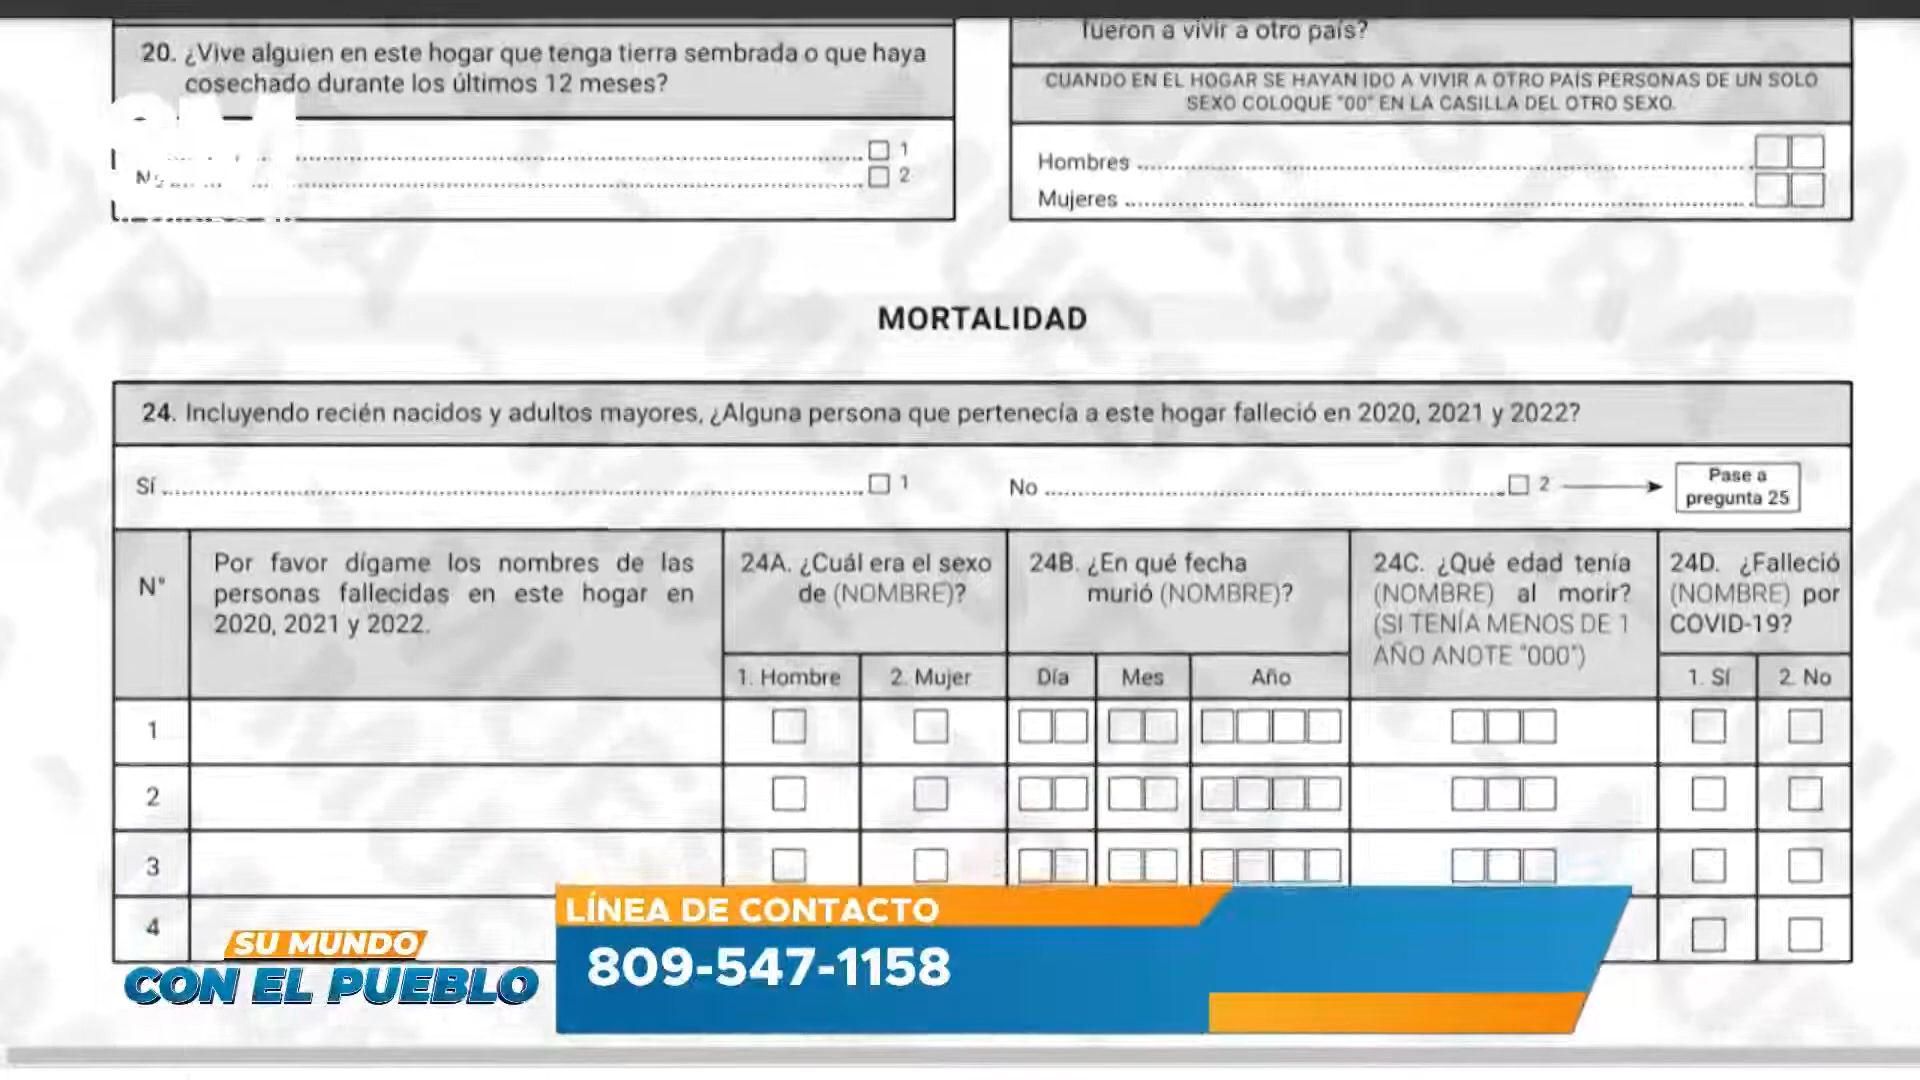 20. ¿Vive alguien en este hogar que tenga tierra sembrada o que haya
cosechado durante los últimos 12 meses?
1
2
fueron a vivir a otro país?
CUANDO EN EL HOGAR SE HAYAN IDO A VIVIR A OTRO PAÍS PERSONAS DE UN SOLO
SEXO COLOQUE "00" EN LA CASILLA DEL OTRO SEXO.
Hombres
Mujeres
MORTALIDAD
24. Incluyendo recién nacidos y adultos mayores, ¿Alguna persona que pertenecía a este hogar falleció en 2020, 2021 y 2022?
Sí 1 No 2
Pase a
pregunta 25
N°
Por favor dígame los nombres de las
personas fallecidas en este hogar en
2020, 2021 y 2022.
24A. ¿Cuál era el sexo
de (NOMBRE)?
1. Hombre 2. Mujer
24B. ¿En qué fecha
murió (NOMBRE)?
Día Mes Año
24C. ¿Qué edad tenía
(NOMBRE) al morir?
(SI TENÍA MENOS DE 1
AÑO ANOTE "000")
24D. ¿Falleció
(NOMBRE) por
COVID-19?
1. SÍ 2. No
1
2
3
4
SU MUNDO
CON EL PUEBLO
LÍNEA DE CONTACTO
809-547-1158